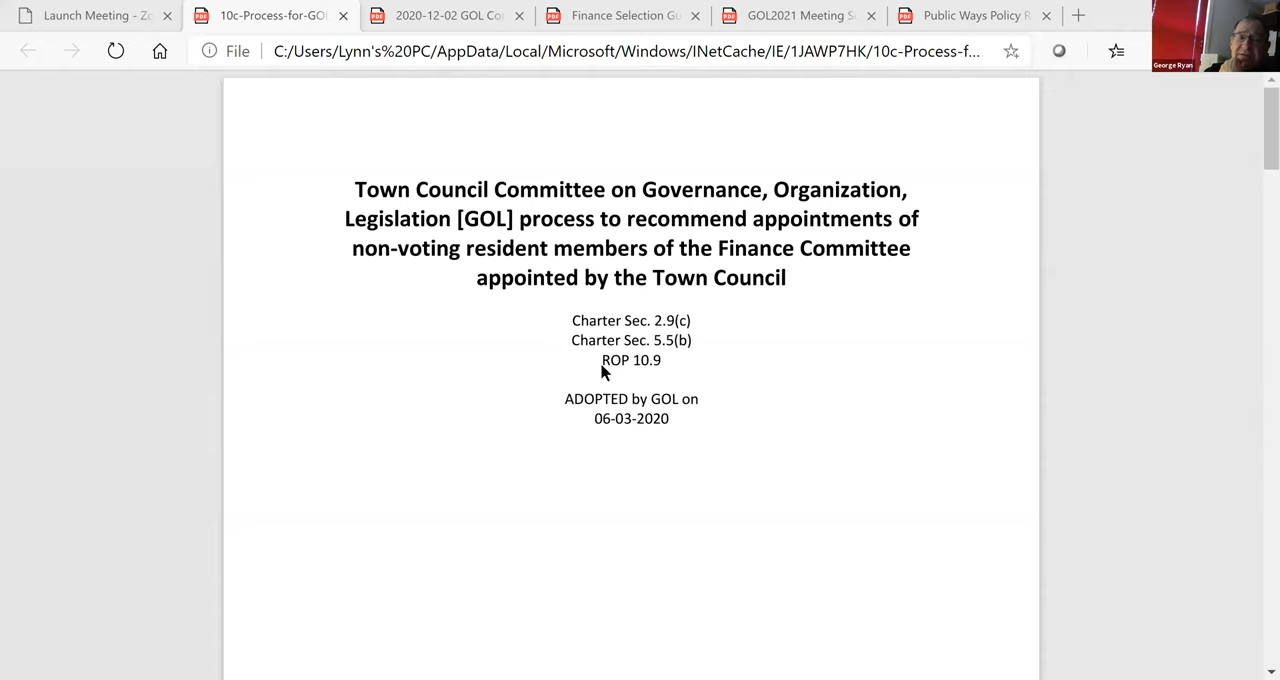 Launch Meeting - Zo
10c-Process-for-GOL
2020-12-02 GOL Co
Finance Selection Gu
GOL2021 Meeting S
Public Ways Policy R
File
C:/Users/Lynn's%20PC/AppData/Local/Microsoft/Windows/INetCache/IE/1JAWP7HK/10c-Process-f...
George Ryan
Town Council Committee on Governance, Organization,
Legislation [GOL] process to recommend appointments of
non-voting resident members of the Finance Committee
appointed by the Town Council
Charter Sec. 2.9(c)
Charter Sec. 5.5(b)
ROP 10.9
ADOPTED by GOL on
06-03-2020